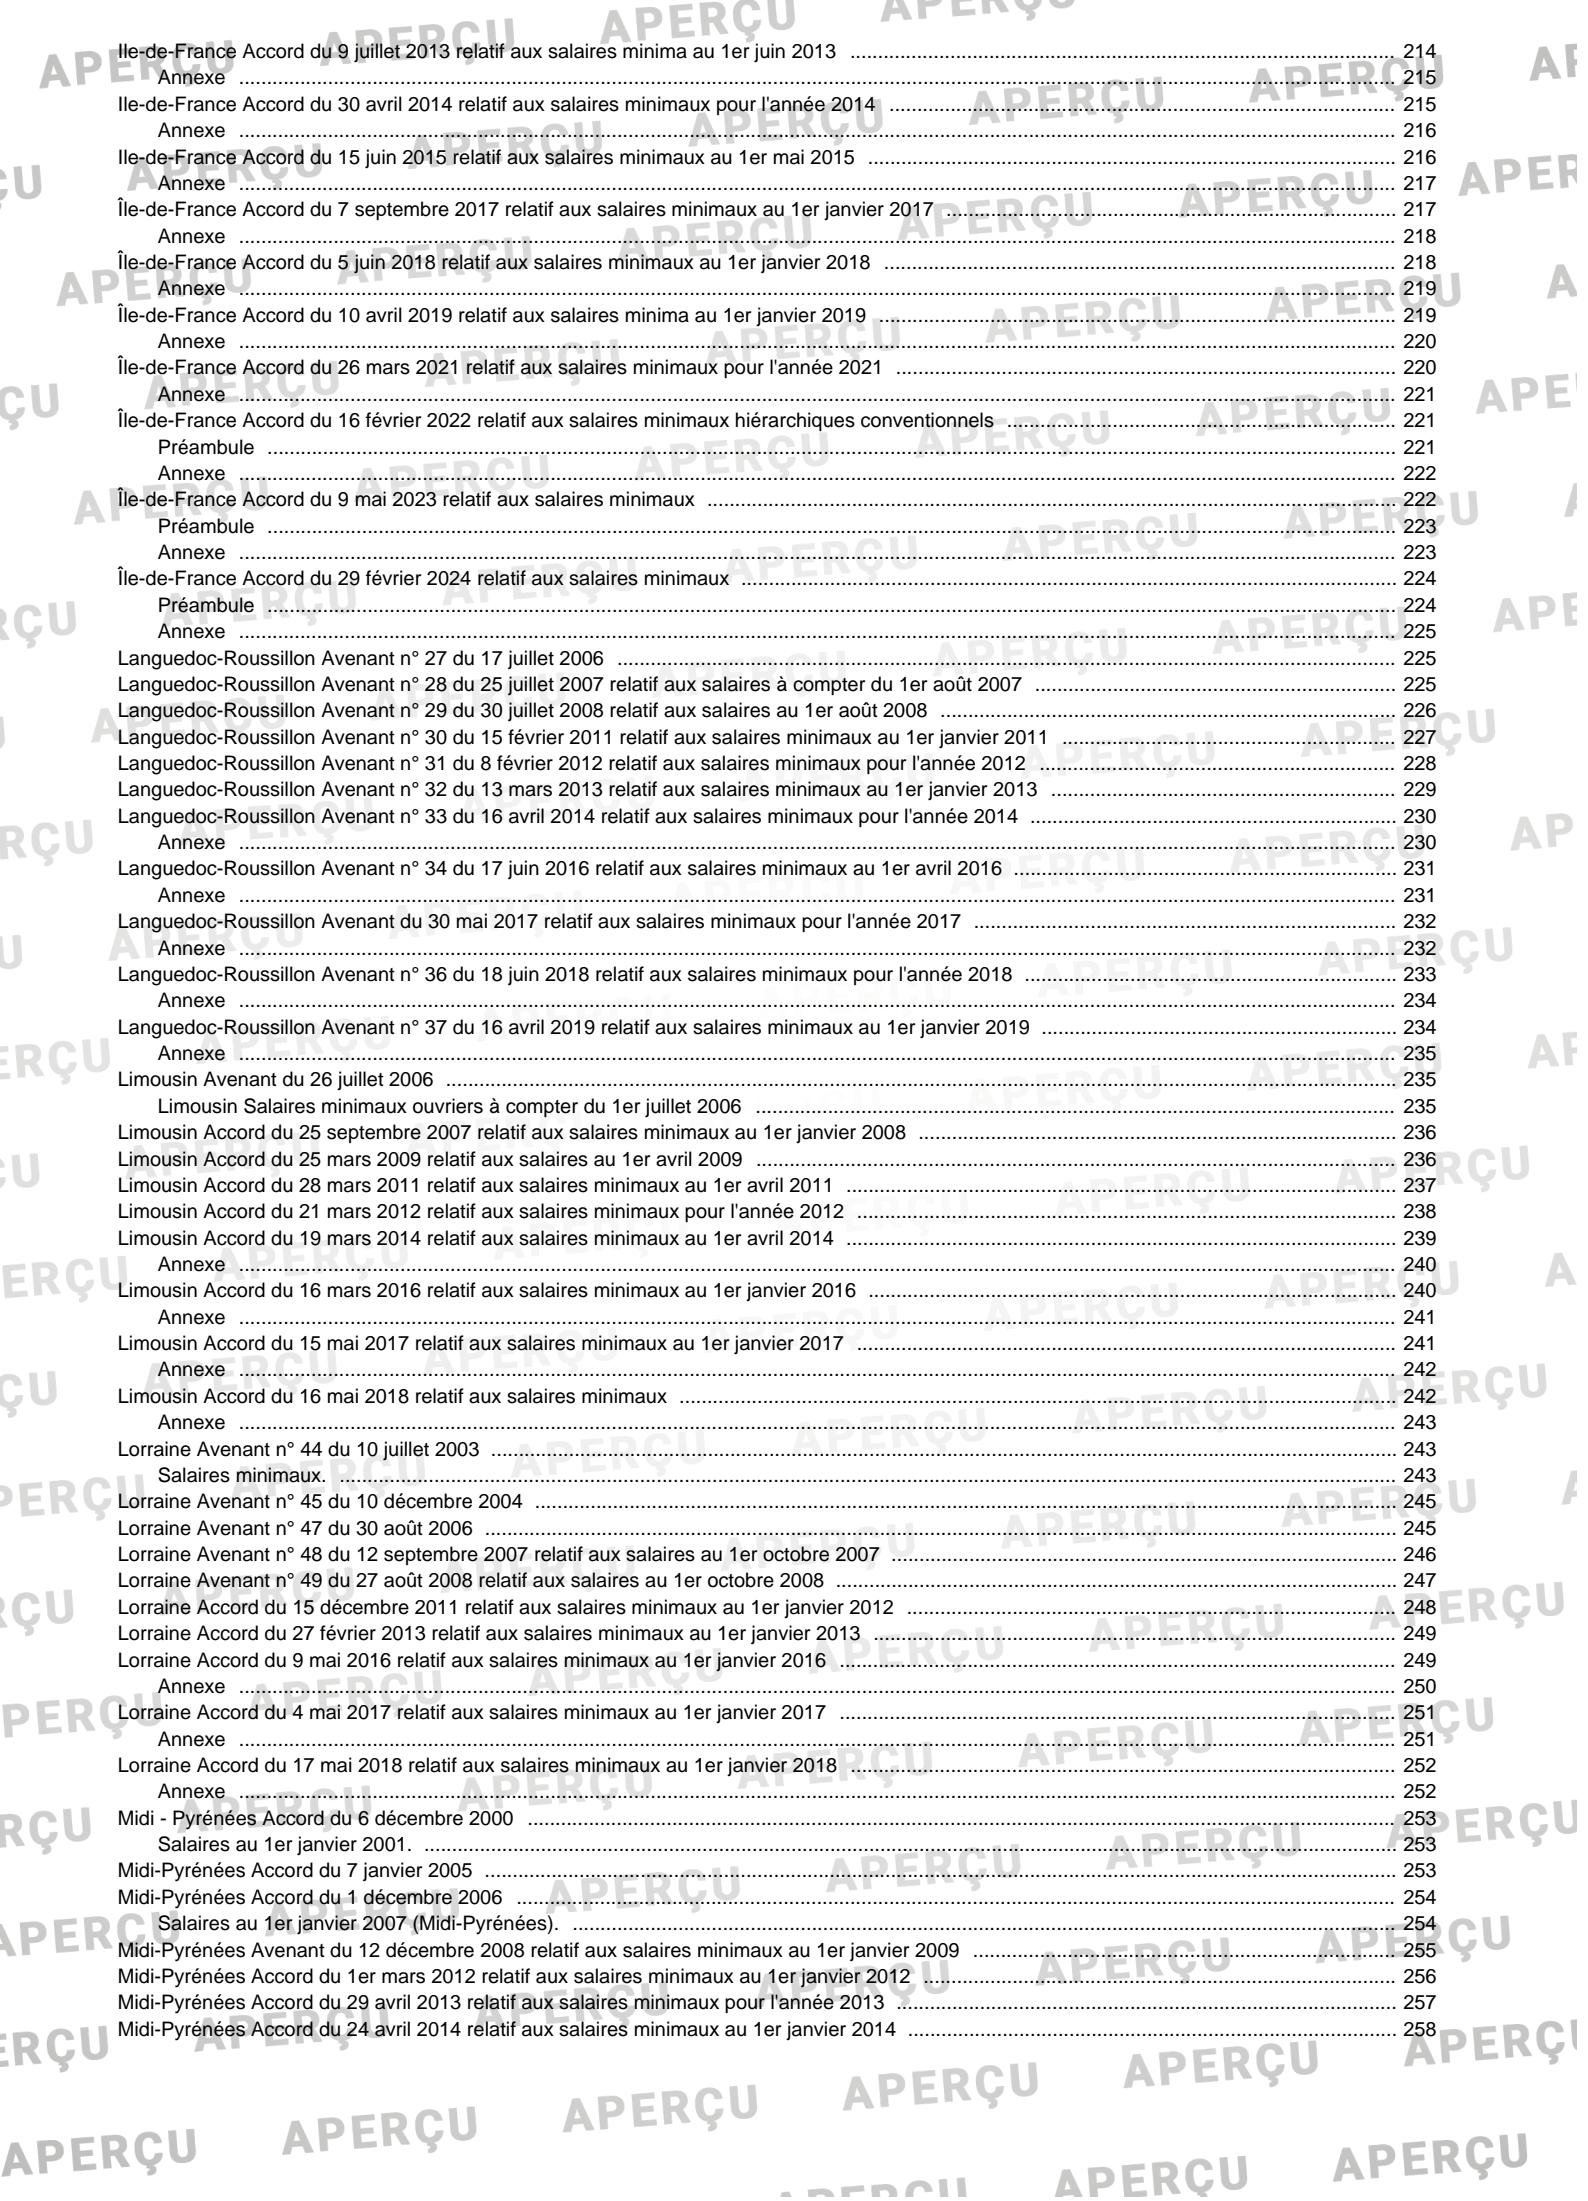 Ile-de-France Accord du 9 juillet 2013 relatif aux salaires minima au 1er juin 2013 ........ 214
Annexe ........ 215
Ile-de-France Accord du 30 avril 2014 relatif aux salaires minimaux pour l'année 2014 ........ 215
Annexe ........ 216
Ile-de-France Accord du 15 juin 2015 relatif aux salaires minimaux au 1er mai 2015 ........ 216
Annexe ........ 217
Île-de-France Accord du 7 septembre 2017 relatif aux salaires minimaux au 1er janvier 2017 ........ 217
Annexe ........ 218
Île-de-France Accord du 5 juin 2018 relatif aux salaires minimaux au 1er janvier 2018 ........ 218
Annexe ........ 219
Île-de-France Accord du 10 avril 2019 relatif aux salaires minima au 1er janvier 2019 ........ 219
Annexe ........ 220
Île-de-France Accord du 26 mars 2021 relatif aux salaires minimaux pour l'année 2021 ........ 220
Annexe ........ 221
Île-de-France Accord du 16 février 2022 relatif aux salaires minimaux hiérarchiques conventionnels ........ 221
Préambule ........ 221
Annexe ........ 222
Île-de-France Accord du 9 mai 2023 relatif aux salaires minimaux ........ 222
Préambule ........ 223
Annexe ........ 223
Île-de-France Accord du 29 février 2024 relatif aux salaires minimaux ........ 224
Préambule ........ 224
Annexe ........ 225
Languedoc-Roussillon Avenant n° 27 du 17 juillet 2006 ........ 225
Languedoc-Roussillon Avenant n° 28 du 25 juillet 2007 relatif aux salaires à compter du 1er août 2007 ........ 225
Languedoc-Roussillon Avenant n° 29 du 30 juillet 2008 relatif aux salaires au 1er août 2008 ........ 226
Languedoc-Roussillon Avenant n° 30 du 15 février 2011 relatif aux salaires minimaux au 1er janvier 2011 ........ 227
Languedoc-Roussillon Avenant n° 31 du 8 février 2012 relatif aux salaires minimaux pour l'année 2012 ........ 228
Languedoc-Roussillon Avenant n° 32 du 13 mars 2013 relatif aux salaires minimaux au 1er janvier 2013 ........ 229
Languedoc-Roussillon Avenant n° 33 du 16 avril 2014 relatif aux salaires minimaux pour l'année 2014 ........ 230
Annexe ........ 230
Languedoc-Roussillon Avenant n° 34 du 17 juin 2016 relatif aux salaires minimaux au 1er avril 2016 ........ 231
Annexe ........ 231
Languedoc-Roussillon Avenant du 30 mai 2017 relatif aux salaires minimaux pour l'année 2017 ........ 232
Annexe ........ 232
Languedoc-Roussillon Avenant n° 36 du 18 juin 2018 relatif aux salaires minimaux pour l'année 2018 ........ 233
Annexe ........ 234
Languedoc-Roussillon Avenant n° 37 du 16 avril 2019 relatif aux salaires minimaux au 1er janvier 2019 ........ 234
Annexe ........ 235
Limousin Avenant du 26 juillet 2006 ........ 235
Limousin Salaires minimaux ouvriers à compter du 1er juillet 2006 ........ 235
Limousin Accord du 25 septembre 2007 relatif aux salaires minimaux au 1er janvier 2008 ........ 236
Limousin Accord du 25 mars 2009 relatif aux salaires au 1er avril 2009 ........ 236
Limousin Accord du 28 mars 2011 relatif aux salaires minimaux au 1er avril 2011 ........ 237
Limousin Accord du 21 mars 2012 relatif aux salaires minimaux pour l'année 2012 ........ 238
Limousin Accord du 19 mars 2014 relatif aux salaires minimaux au 1er avril 2014 ........ 239
Annexe ........ 240
Limousin Accord du 16 mars 2016 relatif aux salaires minimaux au 1er janvier 2016 ........ 240
Annexe ........ 241
Limousin Accord du 15 mai 2017 relatif aux salaires minimaux au 1er janvier 2017 ........ 241
Annexe ........ 242
Limousin Accord du 16 mai 2018 relatif aux salaires minimaux ........ 242
Annexe ........ 243
Lorraine Avenant n° 44 du 10 juillet 2003 ........ 243
Salaires minimaux. ........ 243
Lorraine Avenant n° 45 du 10 décembre 2004 ........ 245
Lorraine Avenant n° 47 du 30 août 2006 ........ 245
Lorraine Avenant n° 48 du 12 septembre 2007 relatif aux salaires au 1er octobre 2007 ........ 246
Lorraine Avenant n° 49 du 27 août 2008 relatif aux salaires au 1er octobre 2008 ........ 247
Lorraine Accord du 15 décembre 2011 relatif aux salaires minimaux au 1er janvier 2012 ........ 248
Lorraine Accord du 27 février 2013 relatif aux salaires minimaux au 1er janvier 2013 ........ 249
Lorraine Accord du 9 mai 2016 relatif aux salaires minimaux au 1er janvier 2016 ........ 249
Annexe ........ 250
Lorraine Accord du 4 mai 2017 relatif aux salaires minimaux au 1er janvier 2017 ........ 251
Annexe ........ 251
Lorraine Accord du 17 mai 2018 relatif aux salaires minimaux au 1er janvier 2018 ........ 252
Annexe ........ 252
Midi - Pyrénées Accord du 6 décembre 2000 ........ 253
Salaires au 1er janvier 2001. ........ 253
Midi-Pyrénées Accord du 7 janvier 2005 ........ 253
Midi-Pyrénées Accord du 1 décembre 2006 ........ 254
Salaires au 1er janvier 2007 (Midi-Pyrénées). ........ 254
Midi-Pyrénées Avenant du 12 décembre 2008 relatif aux salaires minimaux au 1er janvier 2009 ........ 255
Midi-Pyrénées Accord du 1er mars 2012 relatif aux salaires minimaux au 1er janvier 2012 ........ 256
Midi-Pyrénées Accord du 29 avril 2013 relatif aux salaires minimaux pour l'année 2013 ........ 257
Midi-Pyrénées Accord du 24 avril 2014 relatif aux salaires minimaux au 1er janvier 2014 ........ 258
APERÇU